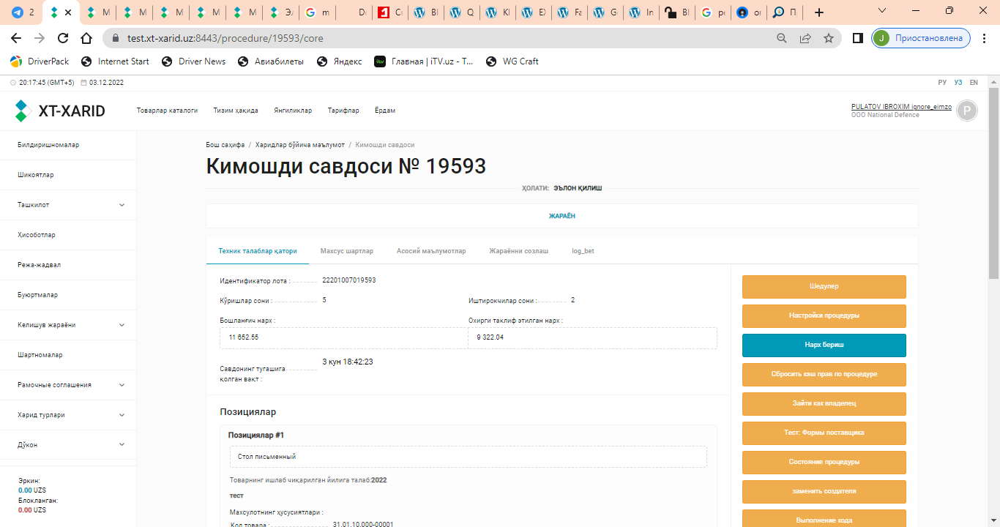 2
M
M
M
M
M
Эл
m
Do
Co
Bl
Q
Kl
EX
Fa
G
In
Bl
pe
on
П
test.xt-xarid.uz:8443/procedure/19593/core
J
Приостановлена
DriverPack
Internet Start
Driver News
Авиабилеты
Яндекс
Главная | iTV.uz - T...
WG Craft
20:17:45 (GMT+5)
03.12.2022
РУ
УЗ
EN
XT-XARID
Товарлар каталоги
Тизим ҳақида
Янгиликлар
Тарифлар
Ёрдам
PULATOV IBROXIM ignore_eimzo
ООО National Defence
P
Билдиришномалар
Шикоятлар
Ташкилот
Ҳисоботлар
Режа-жадвал
Буюртмалар
Келишув жараёни
Шартномалар
Рамочные соглашения
Харид турлари
Дўкон
Эркин:
0.00 UZS
Блокланган:
0.00 UZS
Бош саҳифа / Харидлар бўйича маълумот / Кимошди савдоси
Кимошди савдоси № 19593
ҲОЛАТИ: ЭЪЛОН ҚИЛИШ
ЖАРАЁН
Техник талаблар қатори
Махсус шартлар
Асосий маълумотлар
Жараённи созлаш
log_bet
Идентификатор лота :
22201007019593
Кўришлар сони :
5
Иштирокчилар сони :
2
Бошланғич нарх :
Охирги таклиф этилган нарх :
11 652.55
9 322.04
Савдонинг тугашига
қолган вақт :
3 кун 18:42:23
Позициялар
Позициялар #1
Стол письменный
Товарнинг ишлаб чиқарилган йилига талаб:2022
тест
Махсулотнинг ҳусусиятлари :
Код товара :
31.01.10.000-00001
Шедулер
Настройки процедуры
Нарх бериш
Сбросить кэш прав по процедуре
Зайти как владелец
Тест: Формы поставщика
Состояние процедуры
заменить создателя
Выполнение кода